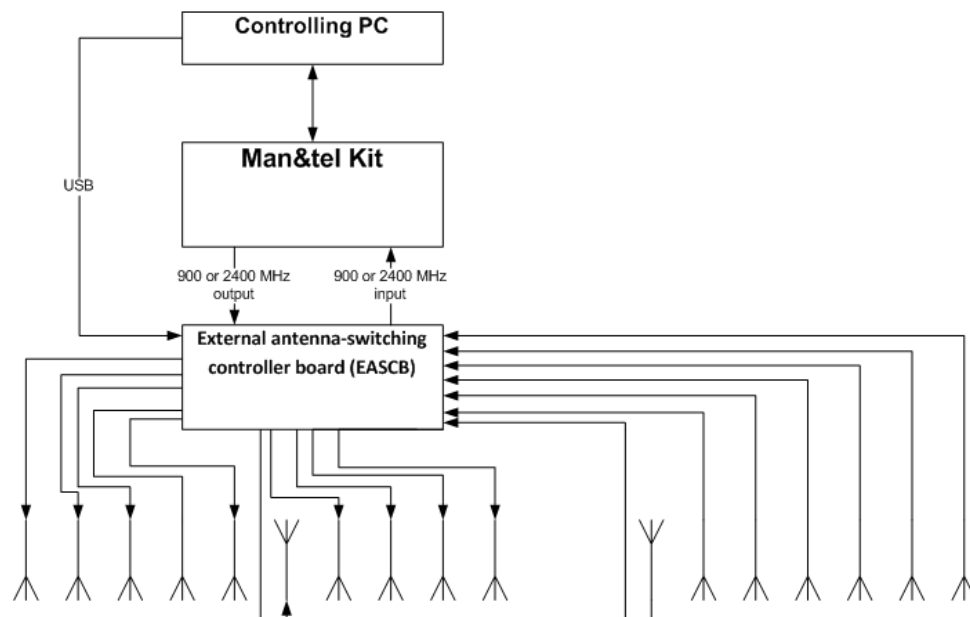 Controlling PC
Man&tel Kit
USB
900 or 2400 MHz
output
900 or 2400 MHz
input
External antenna-switching
controller board (EASCB)